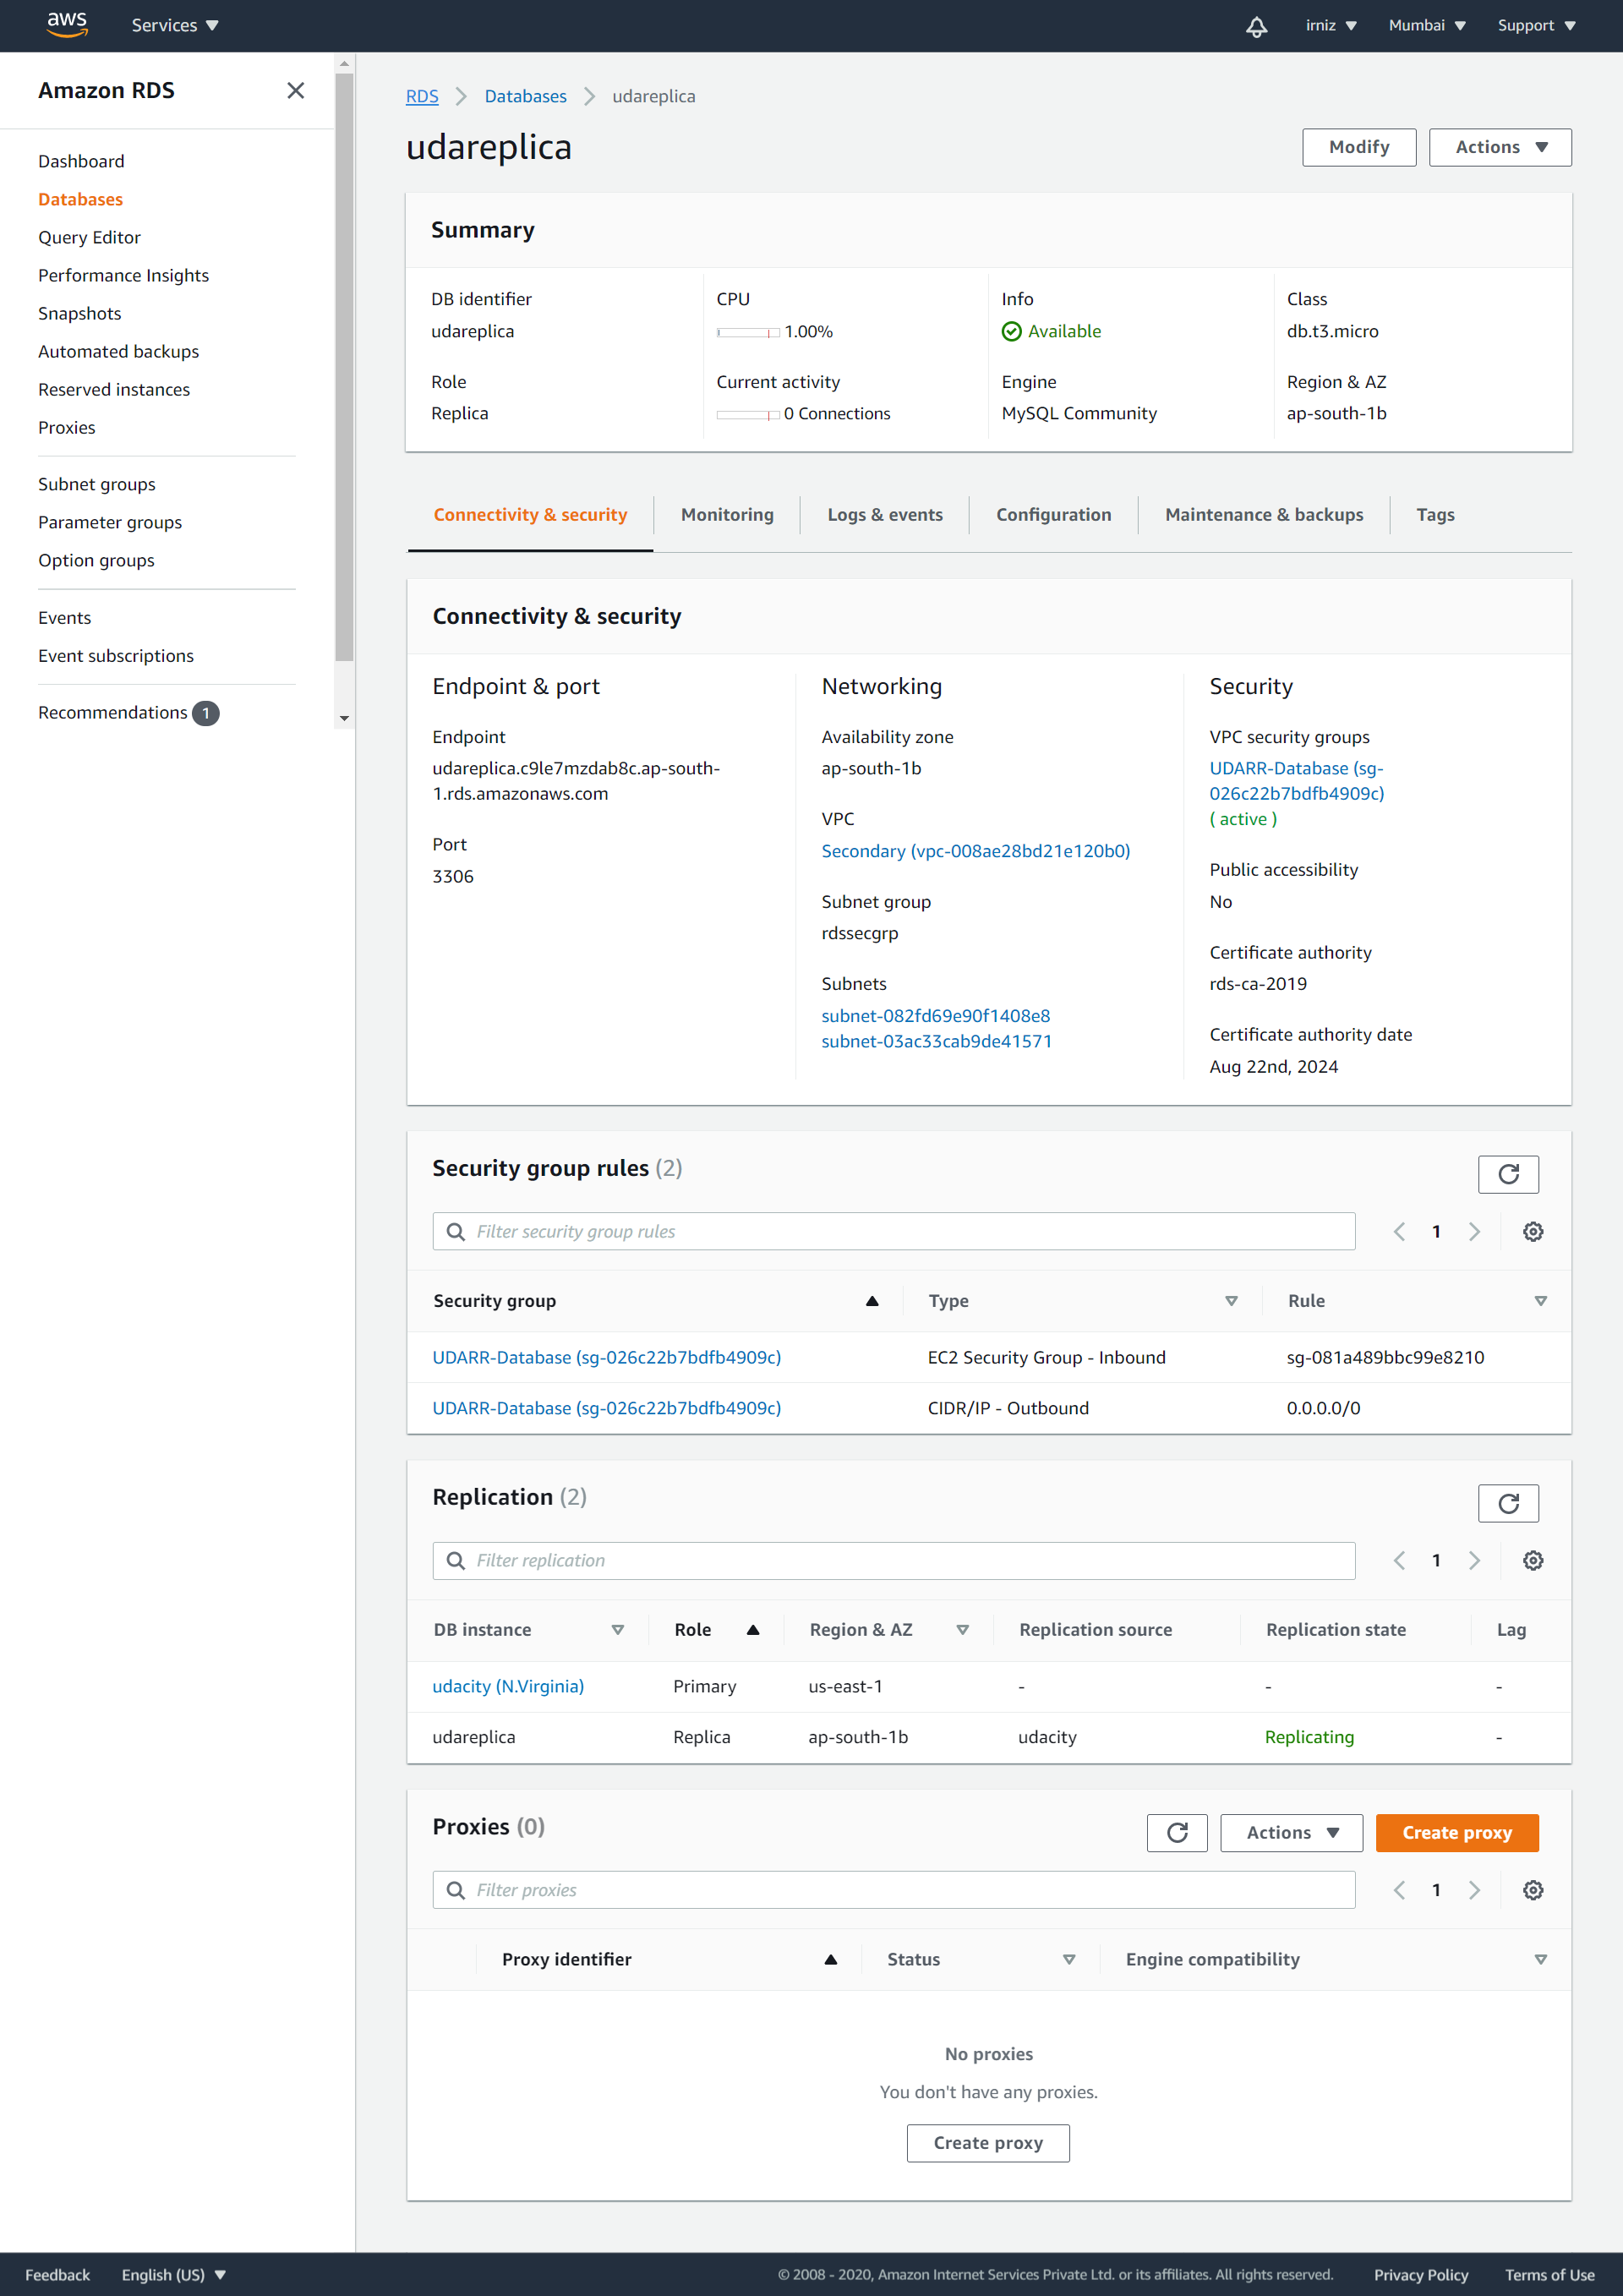 aws
Services
irniz
Mumbai
Support
Amazon RDS
Dashboard
Databases
Query Editor
Performance Insights
Snapshots
Automated backups
Reserved instances
Proxies
Subnet groups
Parameter groups
Option groups
Events
Event subscriptions
Recommendations 1
RDS > Databases > udareplica
udareplica
Modify
Actions
Summary
DB identifier
udareplica
CPU
1.00%
Info
Available
Class
db.t3.micro
Role
Replica
Current activity
0 Connections
Engine
MySQL Community
Region & AZ
ap-south-1b
Connectivity & security
Monitoring
Logs & events
Configuration
Maintenance & backups
Tags
Connectivity & security
Endpoint & port
Endpoint
udareplica.c9le7mzdab8c.ap-south-
1.rds.amazonaws.com
Port
3306
Networking
Availability zone
ap-south-1b
VPC
Secondary (vpc-008ae28bd21e120b0)
Subnet group
rdssecgrp
Subnets
subnet-082fd69e90f1408e8
subnet-03ac33cab9de41571
Security
VPC security groups
UDARR-Database (sg-
026c22b7bdfb4909c)
( active )
Public accessibility
No
Certificate authority
rds-ca-2019
Certificate authority date
Aug 22nd, 2024
Security group rules (2)
Filter security group rules
1
Security group Type Rule
UDARR-Database (sg-026c22b7bdfb4909c) EC2 Security Group - Inbound sg-081a489bbc99e8210
UDARR-Database (sg-026c22b7bdfb4909c) CIDR/IP - Outbound 0.0.0.0/0
Replication (2)
Filter replication
1
DB instance Role Region & AZ Replication source Replication state Lag
udacity (N.Virginia) Primary us-east-1 - - -
udareplica Replica ap-south-1b udacity Replicating -
Proxies (0)
Actions
Create proxy
Filter proxies
1
Proxy identifier Status Engine compatibility
No proxies
You don't have any proxies.
Create proxy
Feedback
English (US)
© 2008 - 2020, Amazon Internet Services Private Ltd. or its affiliates. All rights reserved.
Privacy Policy
Terms of Use